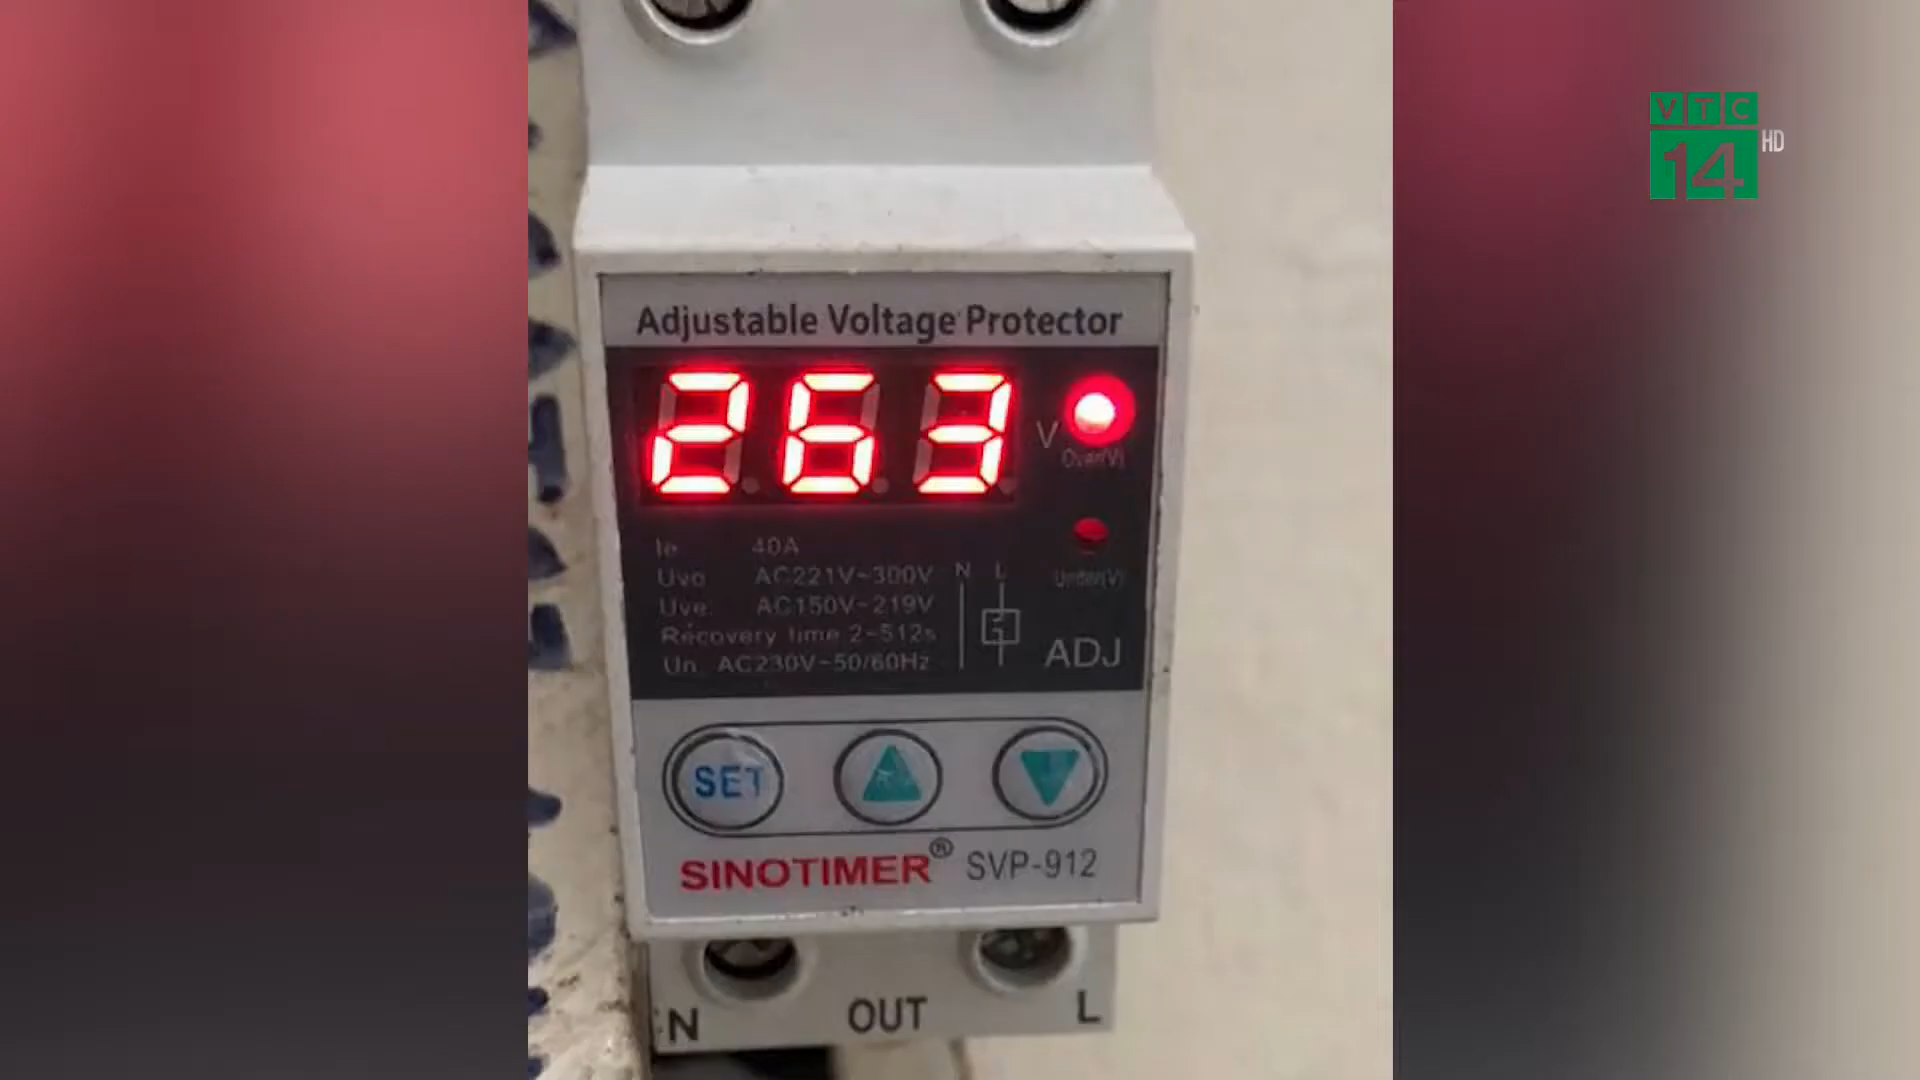 VTC
14 HD
Adjustable Voltage Protector
263 V
Over(V)
Ie 40A
Uvo AC221V~300V
Uve: AC150V~219V
Recovery time 2~512s
Un. AC230V~50/60Hz
N L
Under(V)
ADJ
SET
SINOTIMER® SVP-912
N OUT L